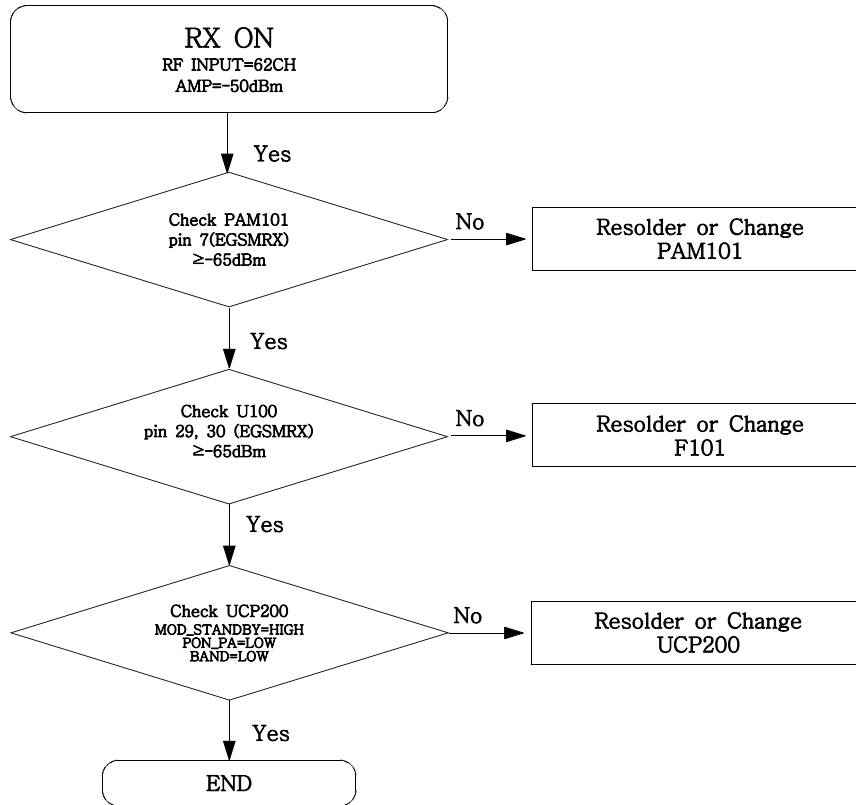 RX ON
RF INPUT=62CH
AMP=-50dBm
Yes
Check PAM101
pin 7(EGSMRX)
≥-65dBm
No
Resolder or Change
PAM101
Yes
Check U100
pin 29, 30 (EGSMRX)
≥-65dBm
No
Resolder or Change
F101
Yes
Check UCP200
MOD_STANDBY=HIGH
PON_PA=LOW
BAND=LOW
No
Resolder or Change
UCP200
Yes
END